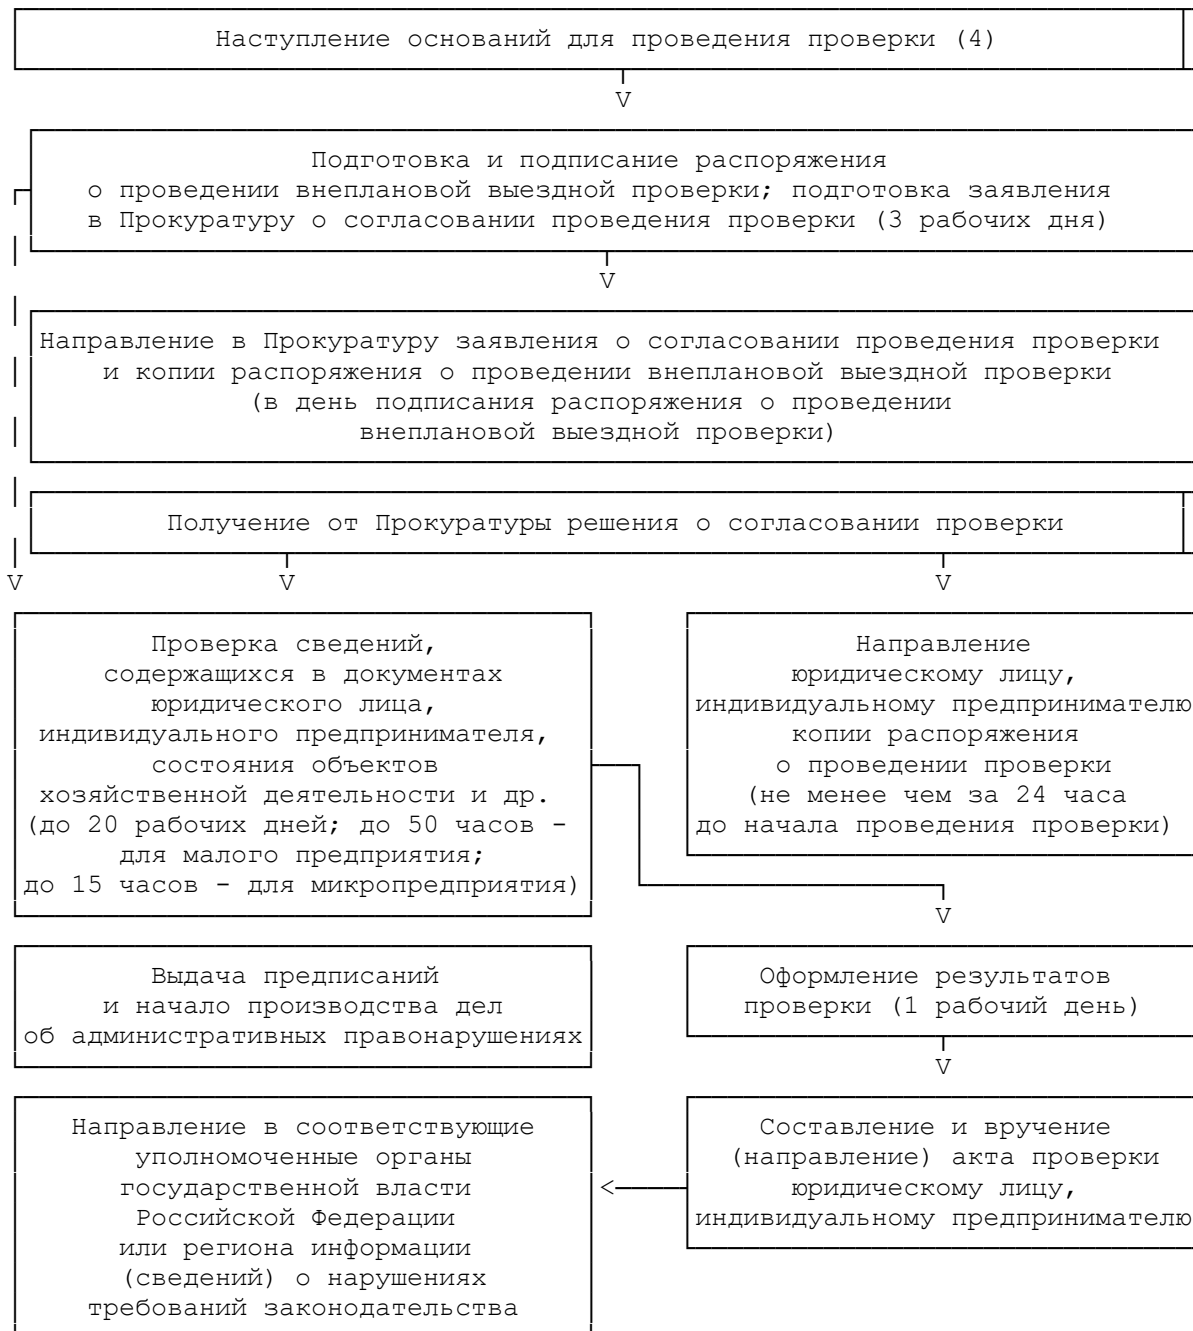 Наступление оснований для проведения проверки (4)
V
Подготовка и подписание распоряжения
о проведении внеплановой выездной проверки; подготовка заявления
в Прокуратуру о согласовании проведения проверки (3 рабочих дня)
V
Направление в Прокуратуру заявления о согласовании проведения проверки
и копии распоряжения о проведении внеплановой выездной проверки
(в день подписания распоряжения о проведении
внеплановой выездной проверки)
Получение от Прокуратуры решения о согласовании проверки
V V V
Проверка сведений,
содержащихся в документах
юридического лица,
индивидуального предпринимателя,
состояния объектов
хозяйственной деятельности и др.
(до 20 рабочих дней; до 50 часов -
для малого предприятия;
до 15 часов - для микропредприятия)
Направление
юридическому лицу,
индивидуальному предпринимателю
копии распоряжения
о проведении проверки
(не менее чем за 24 часа
до начала проведения проверки)
V
Выдача предписаний
и начало производства дел
об административных правонарушениях
Оформление результатов
проверки (1 рабочий день)
V
Направление в соответствующие
уполномоченные органы
государственной власти
Российской Федерации
или региона информации
(сведений) о нарушениях
требований законодательства
<
Составление и вручение
(направление) акта проверки
юридическому лицу,
индивидуальному предпринимателю